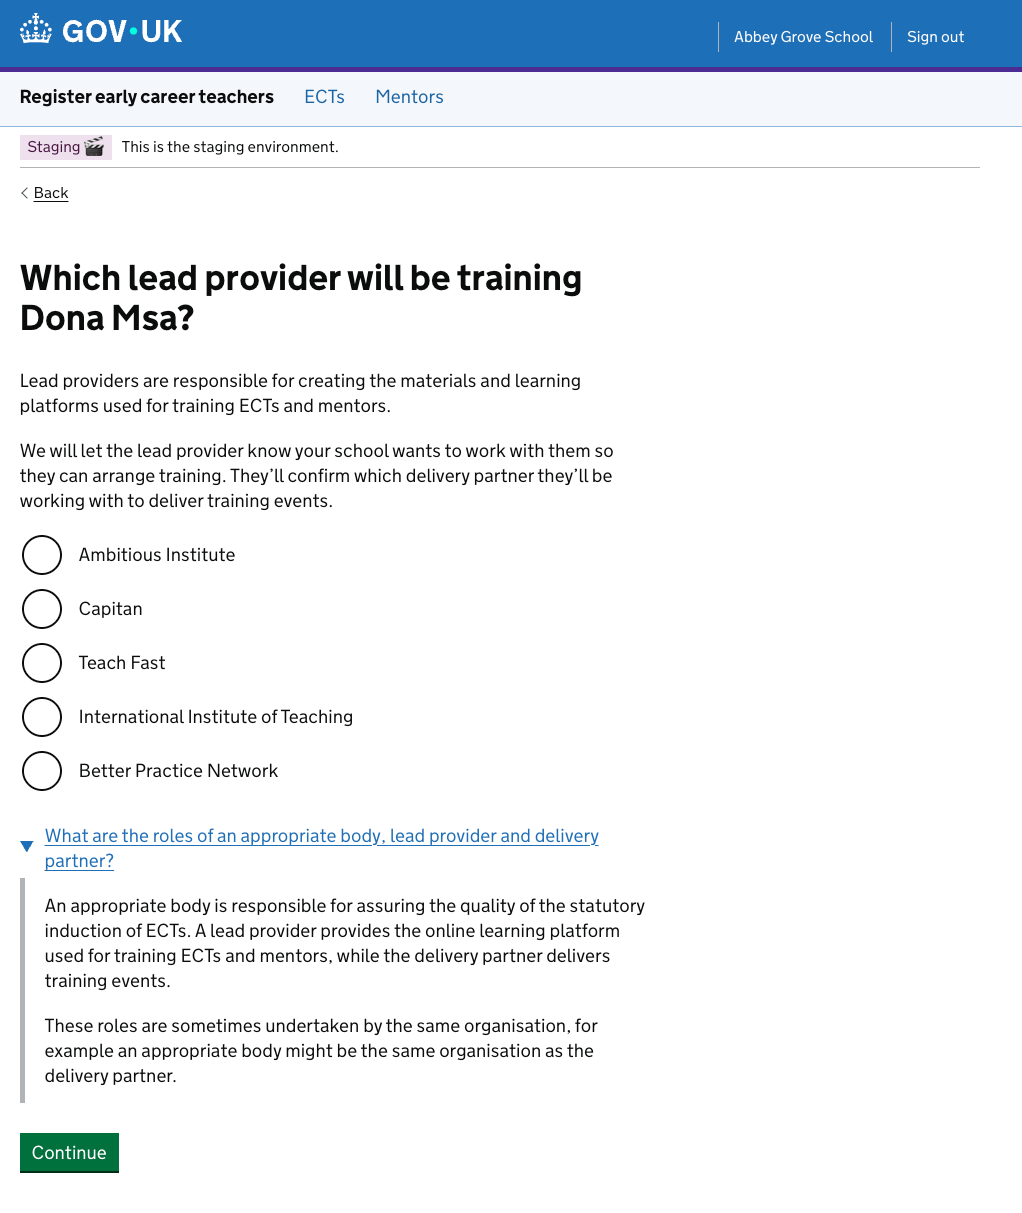 GOV·UK
Abbey Grove School
Sign out
Register early career teachers
ECTs
Mentors
Staging 🎬
This is the staging environment.
Back
Which lead provider will be training
Dona Msa?
Lead providers are responsible for creating the materials and learning
platforms used for training ECTs and mentors.
We will let the lead provider know your school wants to work with them so
they can arrange training. They’ll confirm which delivery partner they’ll be
working with to deliver training events.
Ambitious Institute
Capitan
Teach Fast
International Institute of Teaching
Better Practice Network
What are the roles of an appropriate body, lead provider and delivery
partner?
An appropriate body is responsible for assuring the quality of the statutory
induction of ECTs. A lead provider provides the online learning platform
used for training ECTs and mentors, while the delivery partner delivers
training events.
These roles are sometimes undertaken by the same organisation, for
example an appropriate body might be the same organisation as the
delivery partner.
Continue